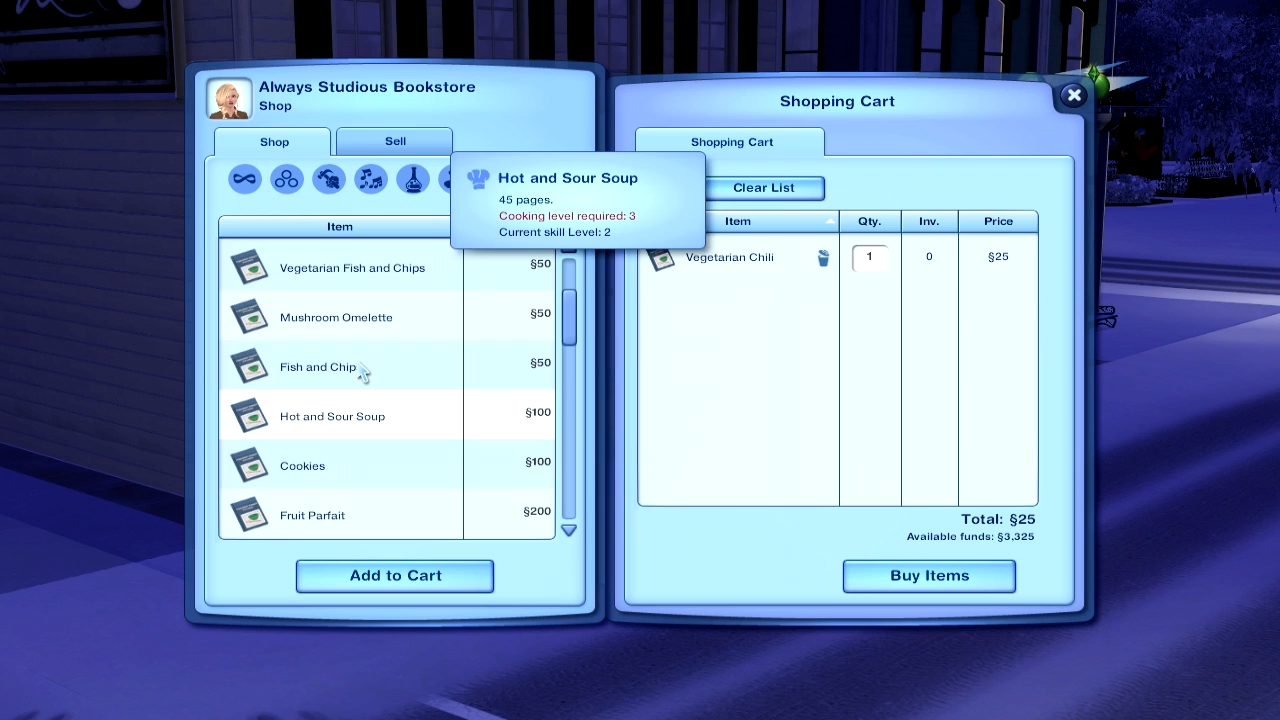 Always Studious Bookstore
Shop
Shop
Sell
Item
Vegetarian Fish and Chips
§50
Mushroom Omelette
§50
Fish and Chip
§50
Hot and Sour Soup
§100
Cookies
§100
Fruit Parfait
§200
Add to Cart
Hot and Sour Soup
45 pages.
Cooking level required: 3
Current skill Level: 2
Shopping Cart
Shopping Cart
Clear List
Item
Qty.
Inv.
Price
Vegetarian Chili
1
0
§25
Total: §25
Available funds: §3,325
Buy Items